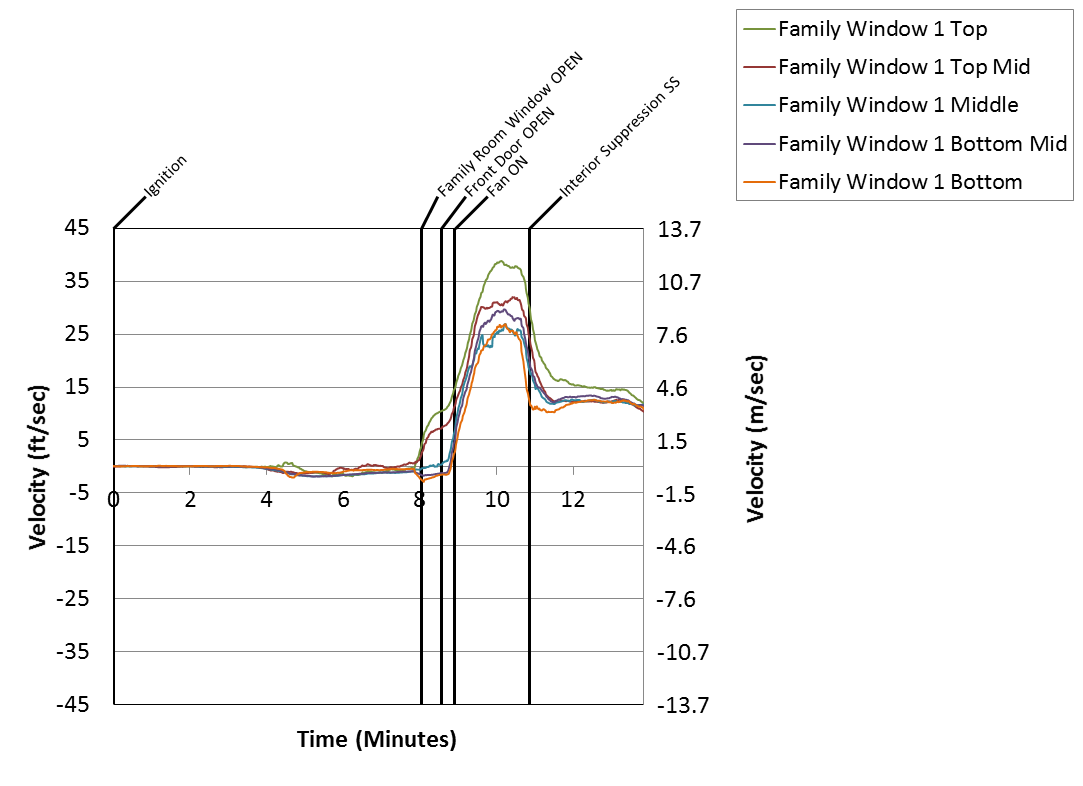 Family Window 1 Top
Family Window 1 Top Mid
Family Window 1 Middle
Family Window 1 Bottom Mid
Family Window 1 Bottom
Ignition
Family Room Window OPEN
Front Door OPEN
Fan ON
Interior Suppression SS
45
35
25
15
5
-5
-15
-25
-35
-45
Velocity (ft/sec)
0
2
4
6
8
10
12
Time (Minutes)
13.7
10.7
7.6
4.6
1.5
-1.5
-4.6
-7.6
-10.7
-13.7
Velocity (m/sec)